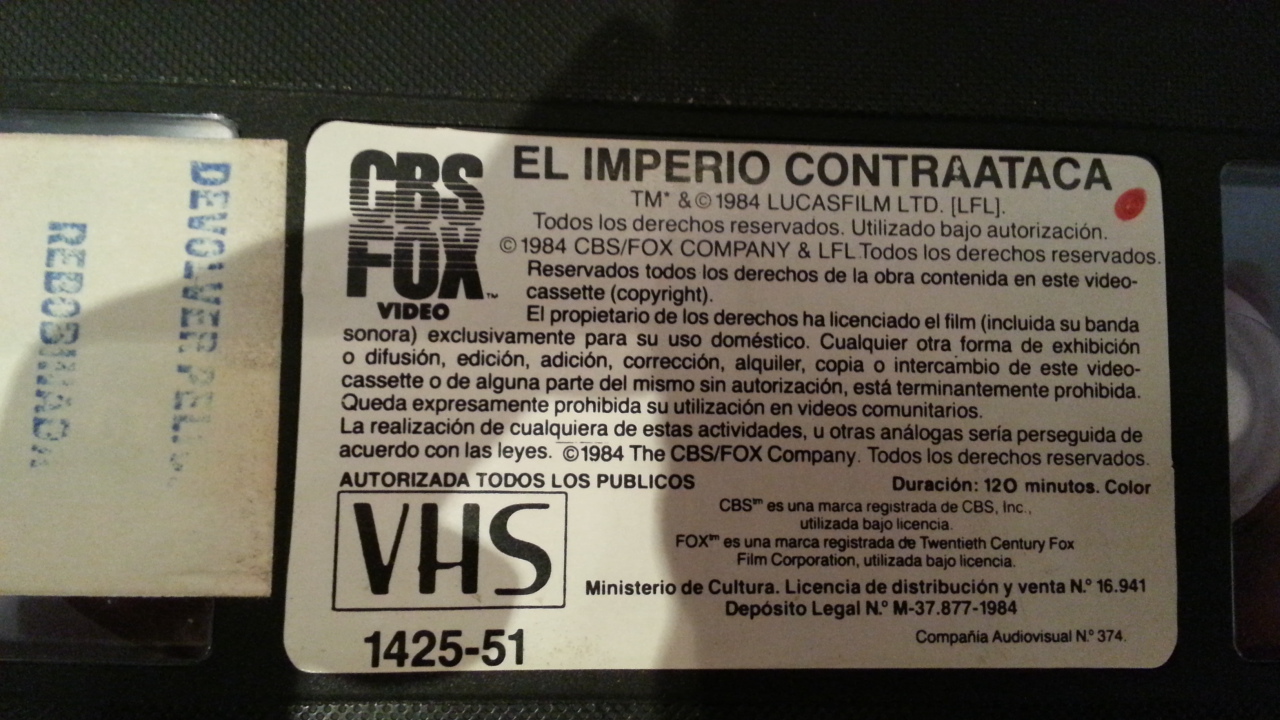 DEVOLVER
REBOBINADA
CBS
FOX
™
VIDEO
EL IMPERIO CONTRAATACA
TM* & © 1984 LUCASFILM LTD. [LFL].
Todos los derechos reservados. Utilizado bajo autorización.
© 1984 CBS/FOX COMPANY & LFL.Todos los derechos reservados.
Reservados todos los derechos de la obra contenida en este video-
cassette (copyright).
El propietario de los derechos ha licenciado el film (incluida su banda
sonora) exclusivamente para su uso doméstico. Cualquier otra forma de exhibición
o difusión, edición, adición, corrección, alquiler, copia o intercambio de este video-
cassette o de alguna parte del mismo sin autorización, está terminantemente prohibida.
Queda expresamente prohibida su utilización en videos comunitarios.
La realización de cualquiera de estas actividades, u otras análogas sería perseguida de
acuerdo con las leyes. ©1984 The CBS/FOX Company. Todos los derechos reservados.
AUTORIZADA TODOS LOS PUBLICOS
Duración: 120 minutos. Color
VHS
CBS™ es una marca registrada de CBS, Inc.,
utilizada bajo licencia.
FOX™ es una marca registrada de Twentieth Century Fox
Film Corporation, utilizada bajo licencia.
Ministerio de Cultura. Licencia de distribución y venta N.º 16.941
Depósito Legal N.º M-37.877-1984
1425-51
Compañia Audiovisual N.º 374.